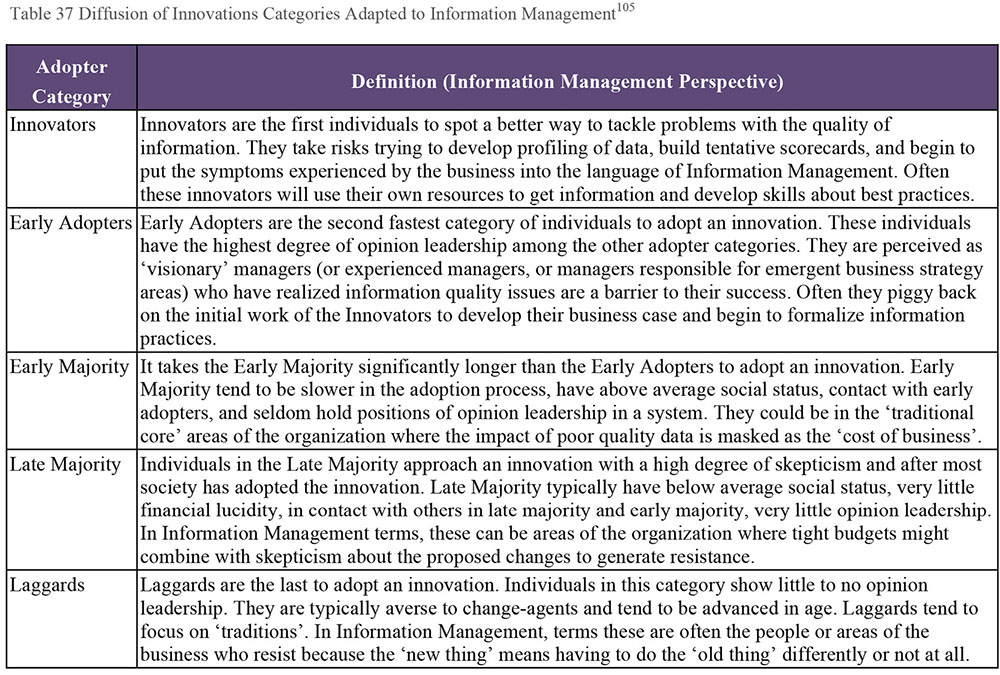 Table 37 Diffusion of Innovations Categories Adapted to Information Management105
Adopter
Category
Definition (Information Management Perspective)
Innovators
Innovators are the first individuals to spot a better way to tackle problems with the quality of
information. They take risks trying to develop profiling of data, build tentative scorecards, and begin to
put the symptoms experienced by the business into the language of Information Management. Often
these innovators will use their own resources to get information and develop skills about best practices.
Early Adopters
Early Adopters are the second fastest category of individuals to adopt an innovation. These individuals
have the highest degree of opinion leadership among the other adopter categories. They are perceived as
‘visionary’ managers (or experienced managers, or managers responsible for emergent business strategy
areas) who have realized information quality issues are a barrier to their success. Often they piggy back
on the initial work of the Innovators to develop their business case and begin to formalize information
practices.
Early Majority
It takes the Early Majority significantly longer than the Early Adopters to adopt an innovation. Early
Majority tend to be slower in the adoption process, have above average social status, contact with early
adopters, and seldom hold positions of opinion leadership in a system. They could be in the ‘traditional
core’ areas of the organization where the impact of poor quality data is masked as the ‘cost of business’.
Late Majority
Individuals in the Late Majority approach an innovation with a high degree of skepticism and after most
society has adopted the innovation. Late Majority typically have below average social status, very little
financial lucidity, in contact with others in late majority and early majority, very little opinion leadership.
In Information Management terms, these can be areas of the organization where tight budgets might
combine with skepticism about the proposed changes to generate resistance.
Laggards
Laggards are the last to adopt an innovation. Individuals in this category show little to no opinion
leadership. They are typically averse to change-agents and tend to be advanced in age. Laggards tend to
focus on ‘traditions’. In Information Management, terms these are often the people or areas of the
business who resist because the ‘new thing’ means having to do the ‘old thing’ differently or not at all.